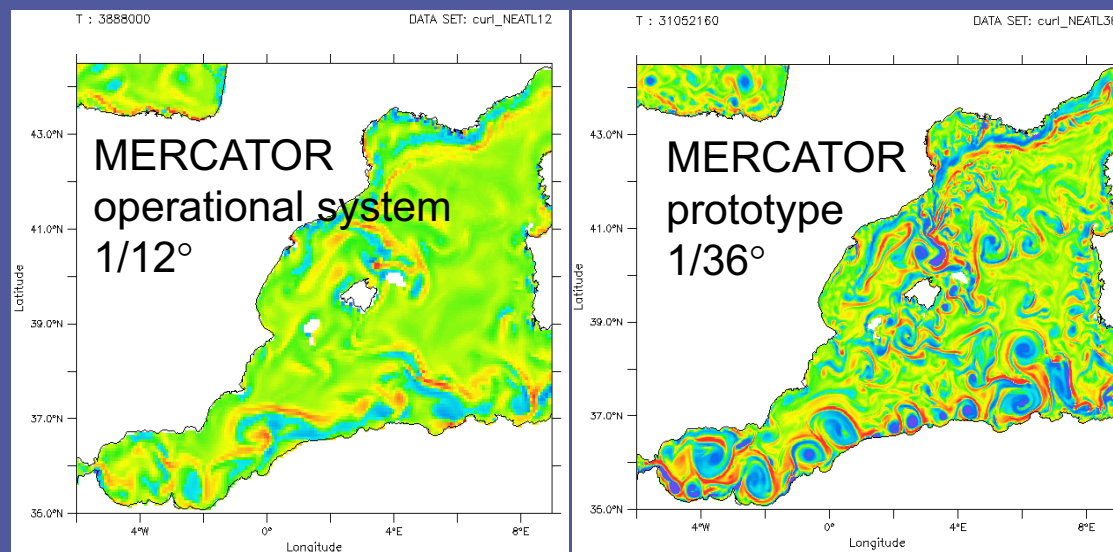 T : 3888000
DATA SET: curl_NEATL12
MERCATOR
operational system
1/12°
43.0°N
41.0°N
39.0°N
37.0°N
35.0°N
Latitude
4°W
0°
4°E
8°E
Longitude
T : 31052160
DATA SET: curl_NEATL36
MERCATOR
prototype
1/36°
43.0°N
41.0°N
39.0°N
37.0°N
35.0°N
Latitude
4°W
0°
4°E
8°E
Longitude